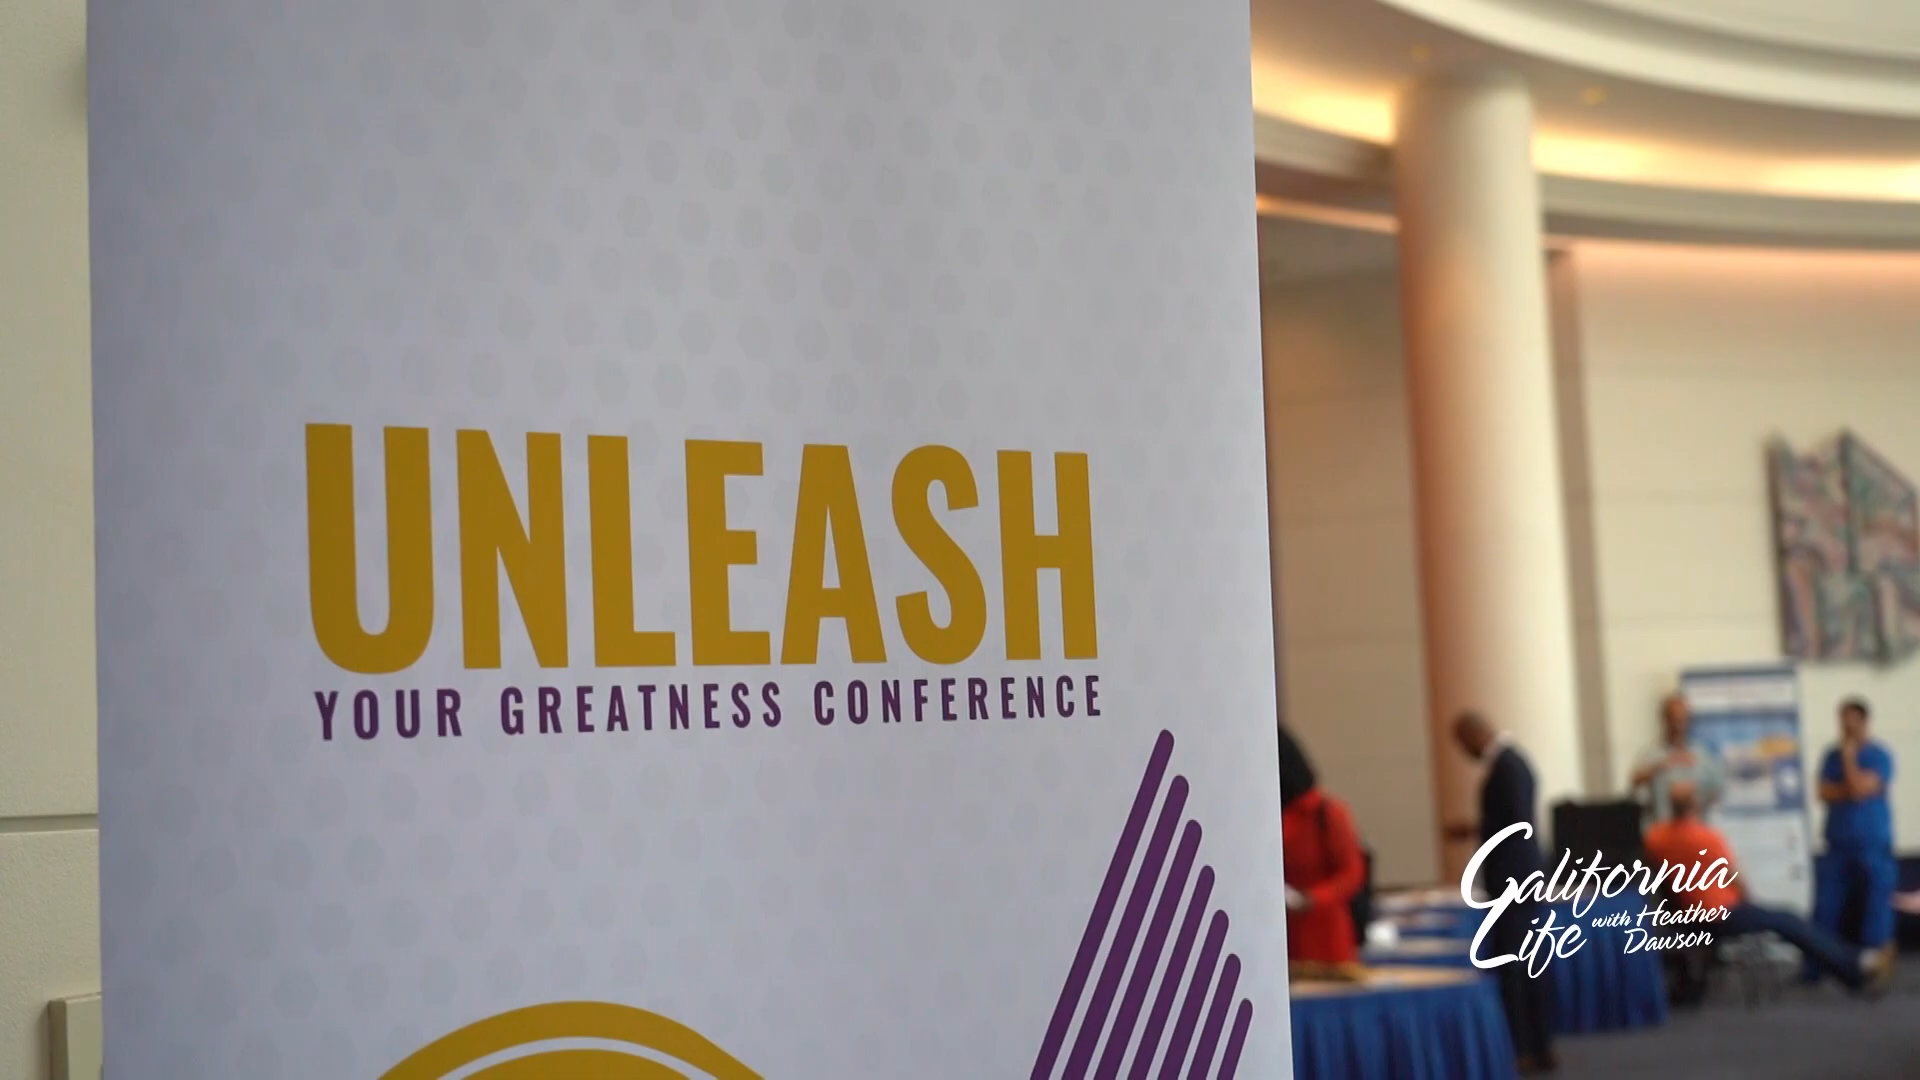 UNLEASH
YOUR GREATNESS CONFERENCE
California
Life with Heather
Dawson